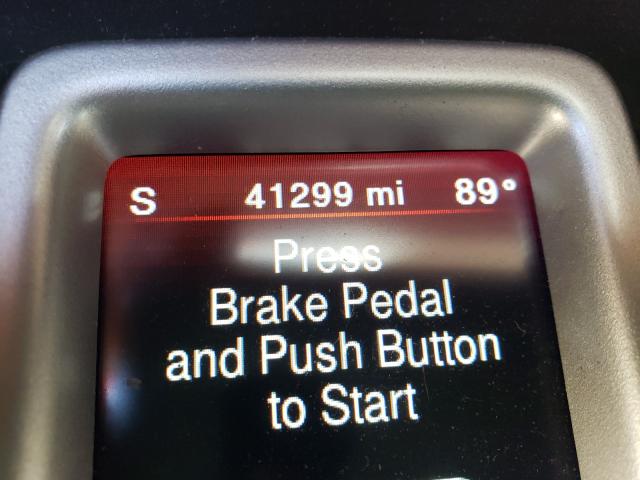 S 41299 mi 89°
Press
Brake Pedal
and Push Button
to Start